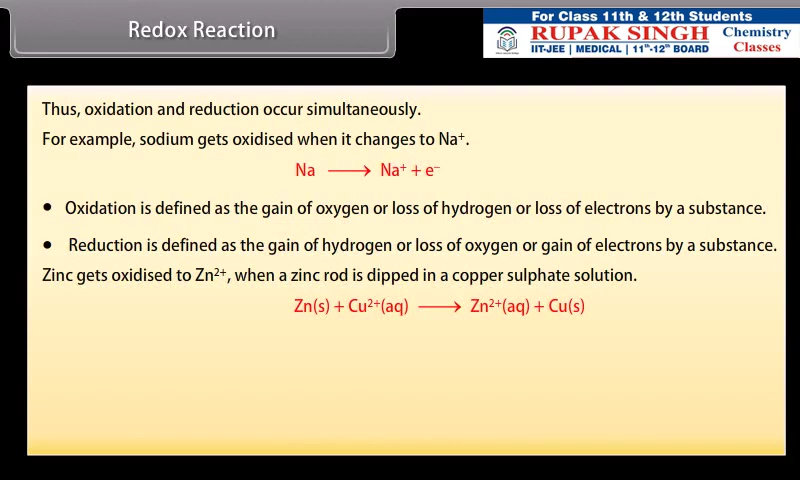 Redox Reaction
For Class 11th & 12th Students
RUPAK SINGH
Chemistry
Classes
IIT-JEE | MEDICAL | 11ᵗʰ-12ᵗʰ BOARD
Thus, oxidation and reduction occur simultaneously.
For example, sodium gets oxidised when it changes to Na⁺.
Na ⟶ Na⁺ + e⁻
• Oxidation is defined as the gain of oxygen or loss of hydrogen or loss of electrons by a substance.
• Reduction is defined as the gain of hydrogen or loss of oxygen or gain of electrons by a substance.
Zinc gets oxidised to Zn²⁺, when a zinc rod is dipped in a copper sulphate solution.
Zn(s) + Cu²⁺(aq) ⟶ Zn²⁺(aq) + Cu(s)